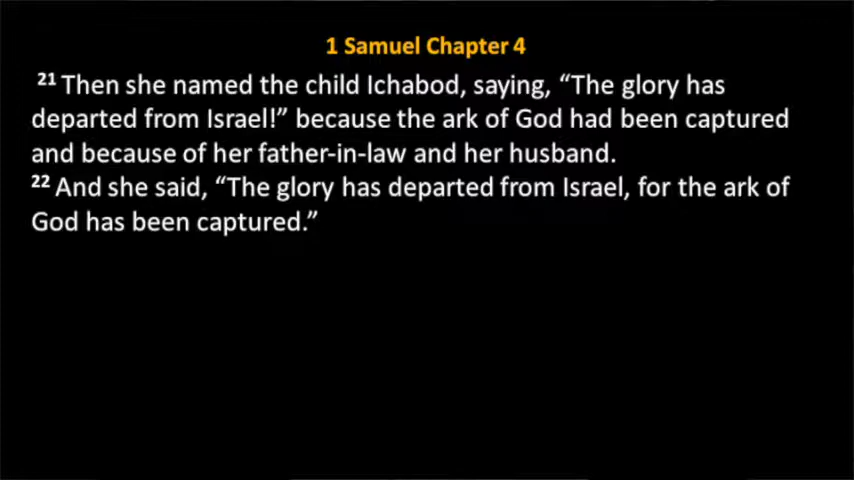 1 Samuel Chapter 4
21 Then she named the child Ichabod, saying, “The glory has
departed from Israel!” because the ark of God had been captured
and because of her father-in-law and her husband.
22 And she said, “The glory has departed from Israel, for the ark of
God has been captured.”